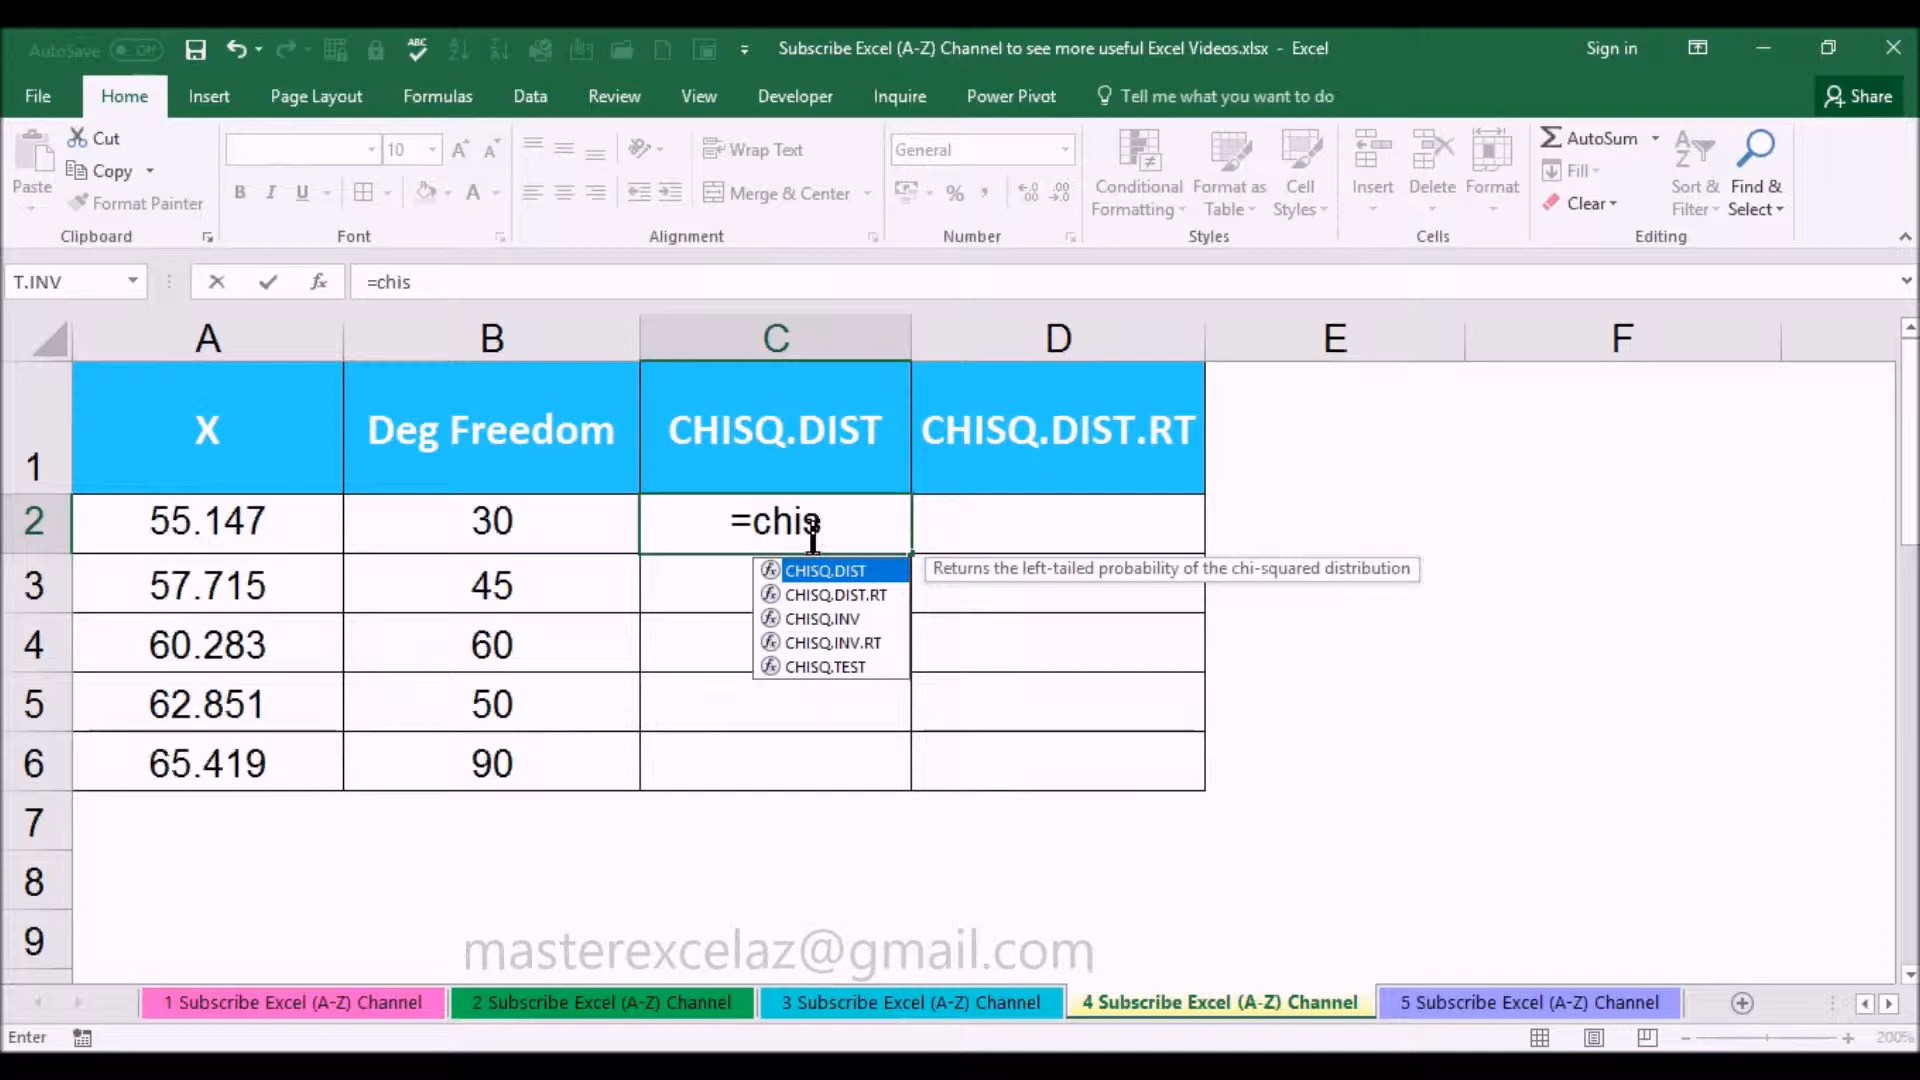 AutoSave Off
Subscribe Excel (A-Z) Channel to see more useful Excel Videos.xlsx - Excel
Sign in
File Home Insert Page Layout Formulas Data Review View Developer Inquire Power Pivot Tell me what you want to do Share
Paste
Cut
Copy
Format Painter
Clipboard
10
B I U
Font
Wrap Text
Merge & Center
Alignment
General
Number
Conditional Formatting
Format as Table
Cell Styles
Styles
Insert
Delete
Format
Cells
AutoSum
Fill
Clear
Sort & Filter
Find & Select
Editing
T.INV
fx
=chis
A B C D E F
1 X Deg Freedom CHISQ.DIST CHISQ.DIST.RT
2 55.147 30 =chis
3 57.715 45
4 60.283 60
5 62.851 50
6 65.419 90
7
8
9
CHISQ.DIST
CHISQ.DIST.RT
CHISQ.INV
CHISQ.INV.RT
CHISQ.TEST
Returns the left-tailed probability of the chi-squared distribution
masterexcelaz@gmail.com
1 Subscribe Excel (A-Z) Channel
2 Subscribe Excel (A-Z) Channel
3 Subscribe Excel (A-Z) Channel
4 Subscribe Excel (A-Z) Channel
5 Subscribe Excel (A-Z) Channel
Enter
200%